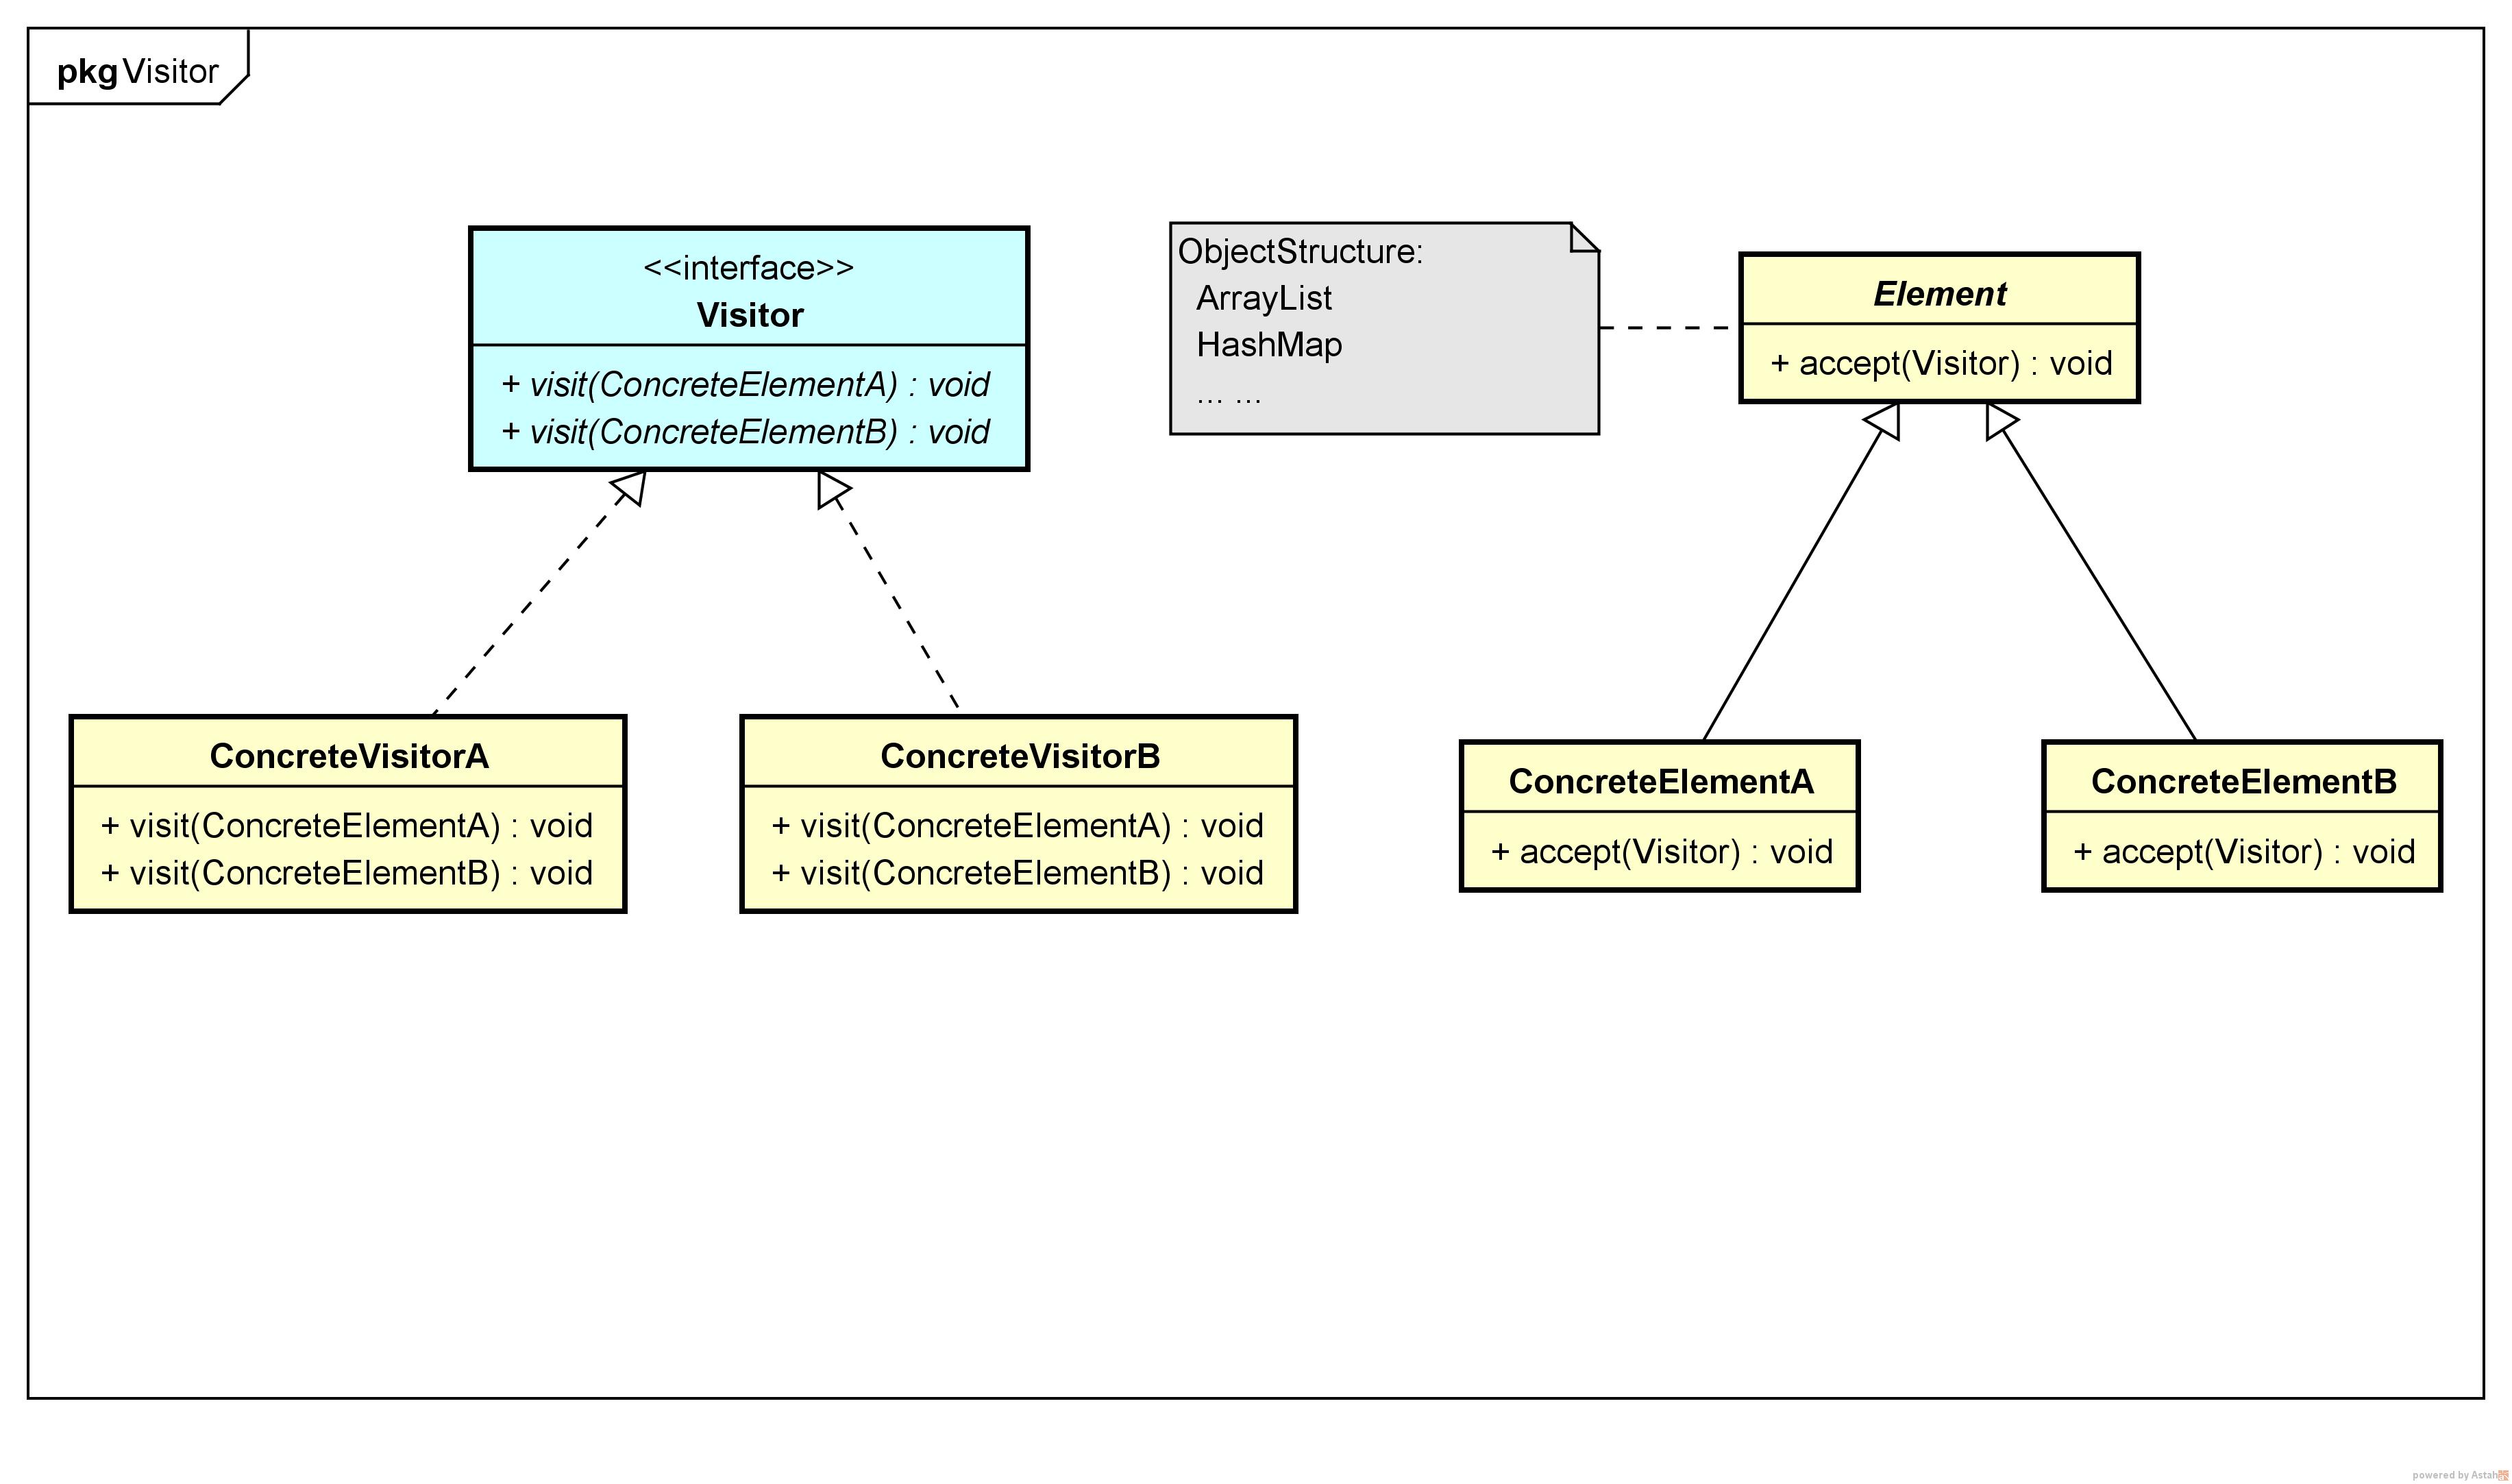 pkg Visitor
<<interface>>
Visitor
+ visit(ConcreteElementA) : void
+ visit(ConcreteElementB) : void
ObjectStructure:
ArrayList
HashMap
... ...
Element
+ accept(Visitor) : void
ConcreteVisitorA
+ visit(ConcreteElementA) : void
+ visit(ConcreteElementB) : void
ConcreteVisitorB
+ visit(ConcreteElementA) : void
+ visit(ConcreteElementB) : void
ConcreteElementA
+ accept(Visitor) : void
ConcreteElementB
+ accept(Visitor) : void
powered by Astah